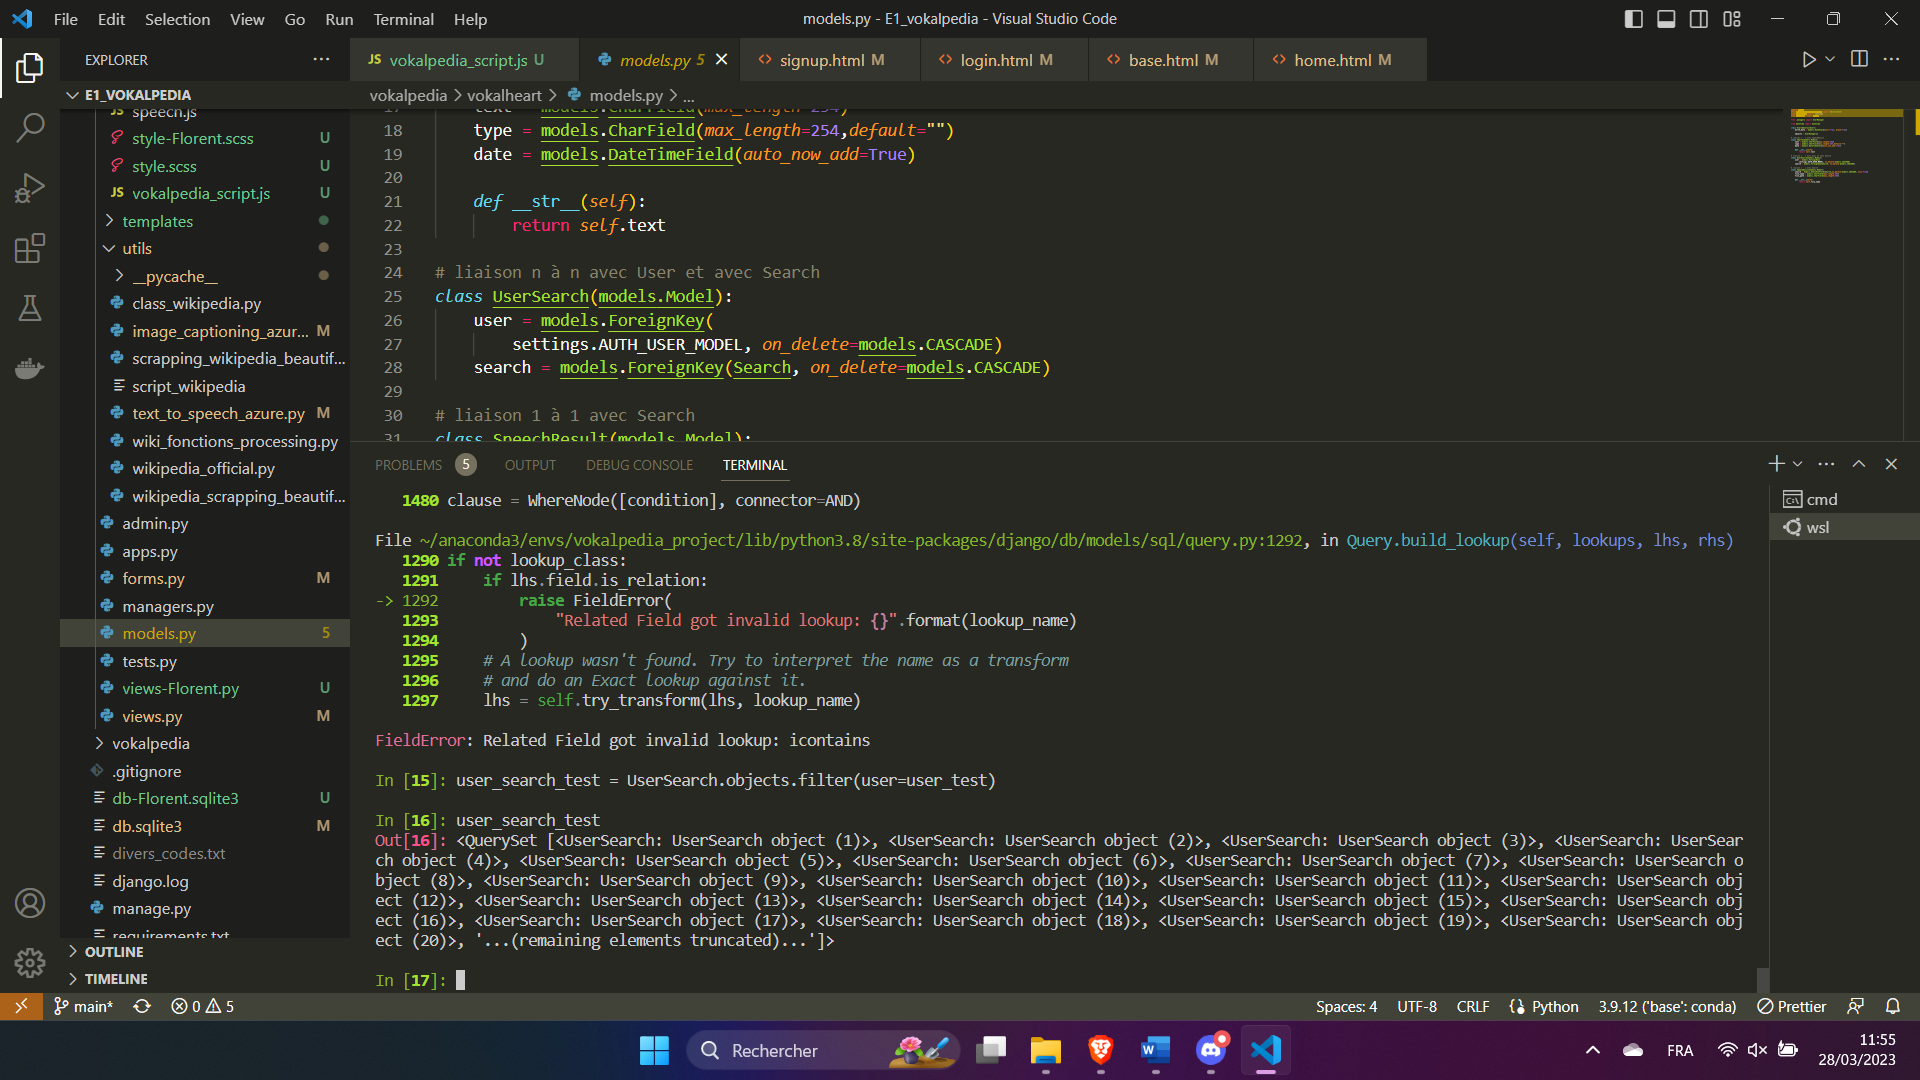 File Edit Selection View Go Run Terminal Help
models.py - E1_vokalpedia - Visual Studio Code
EXPLORER
E1_VOKALPEDIA
speech.js
style-Florent.scss U
style.scss U
JS vokalpedia_script.js U
templates
utils
__pycache__
class_wikipedia.py
image_captioning_azur... M
scrapping_wikipedia_beautif...
script_wikipedia
text_to_speech_azure.py M
wiki_fonctions_processing.py
wikipedia_official.py
wikipedia_scrapping_beautif...
admin.py
apps.py
forms.py M
managers.py
models.py 5
tests.py
views-Florent.py U
views.py M
vokalpedia
.gitignore
db-Florent.sqlite3 U
db.sqlite3 M
divers_codes.txt
django.log
manage.py
requirements.txt
OUTLINE
TIMELINE
JS vokalpedia_script.js U
models.py 5
signup.html M
login.html M
base.html M
home.html M
vokalpedia > vokalheart > models.py > ...
17 text = models.CharField(max_length=254)
18 type = models.CharField(max_length=254,default="")
19 date = models.DateTimeField(auto_now_add=True)
20
21 def __str__(self):
22 return self.text
23
24 # liaison n à n avec User et avec Search
25 class UserSearch(models.Model):
26 user = models.ForeignKey(
27 settings.AUTH_USER_MODEL, on_delete=models.CASCADE)
28 search = models.ForeignKey(Search, on_delete=models.CASCADE)
29
30 # liaison 1 à 1 avec Search
31 class SpeechResult(models.Model):
PROBLEMS 5 OUTPUT DEBUG CONSOLE TERMINAL
cmd
wsl
1480 clause = WhereNode([condition], connector=AND)
File ~/anaconda3/envs/vokalpedia_project/lib/python3.8/site-packages/django/db/models/sql/query.py:1292, in Query.build_lookup(self, lookups, lhs, rhs)
1290 if not lookup_class:
1291 if lhs.field.is_relation:
-> 1292 raise FieldError(
1293 "Related Field got invalid lookup: {}".format(lookup_name)
1294 )
1295 # A lookup wasn't found. Try to interpret the name as a transform
1296 # and do an Exact lookup against it.
1297 lhs = self.try_transform(lhs, lookup_name)
FieldError: Related Field got invalid lookup: icontains
In [15]: user_search_test = UserSearch.objects.filter(user=user_test)
In [16]: user_search_test
Out[16]: <QuerySet [<UserSearch: UserSearch object (1)>, <UserSearch: UserSearch object (2)>, <UserSearch: UserSearch object (3)>, <UserSearch: UserSear
ch object (4)>, <UserSearch: UserSearch object (5)>, <UserSearch: UserSearch object (6)>, <UserSearch: UserSearch object (7)>, <UserSearch: UserSearch o
bject (8)>, <UserSearch: UserSearch object (9)>, <UserSearch: UserSearch object (10)>, <UserSearch: UserSearch object (11)>, <UserSearch: UserSearch obj
ect (12)>, <UserSearch: UserSearch object (13)>, <UserSearch: UserSearch object (14)>, <UserSearch: UserSearch object (15)>, <UserSearch: UserSearch obj
ect (16)>, <UserSearch: UserSearch object (17)>, <UserSearch: UserSearch object (18)>, <UserSearch: UserSearch object (19)>, <UserSearch: UserSearch obj
ect (20)>, '...(remaining elements truncated)...']>
In [17]:
main* 0 5
Spaces: 4 UTF-8 CRLF Python 3.9.12 ('base': conda) Prettier
Rechercher
FRA
11:55
28/03/2023